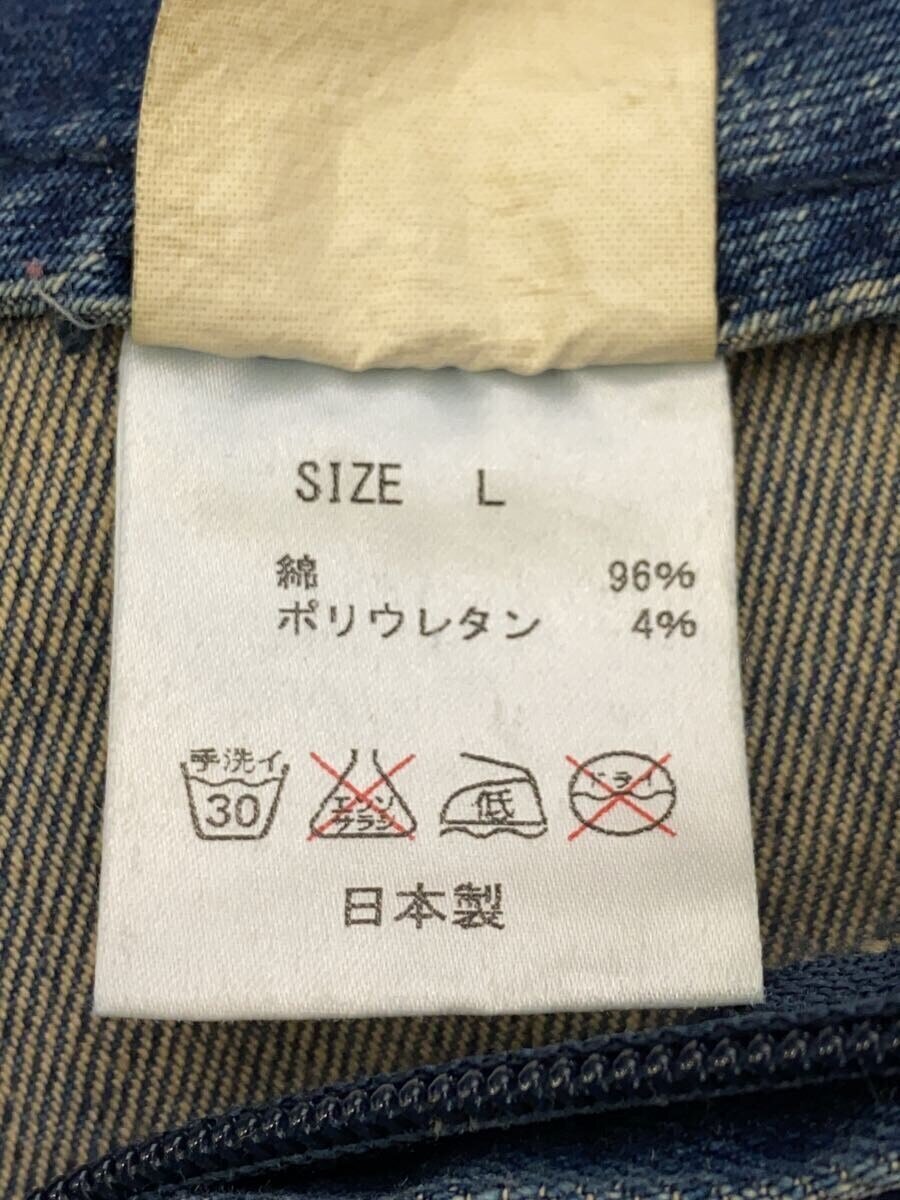 SIZE L
綿 96%
ポリウレタン 4%
手洗イ
30
エンソ
サラシ
低
ドライ
日本製